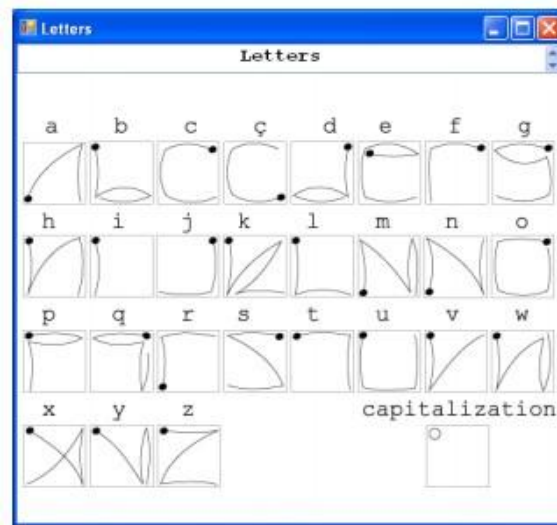 Letters
Letters
a b c ç d e f g
h i j k l m n o
p q r s t u v w
x y z capitalization